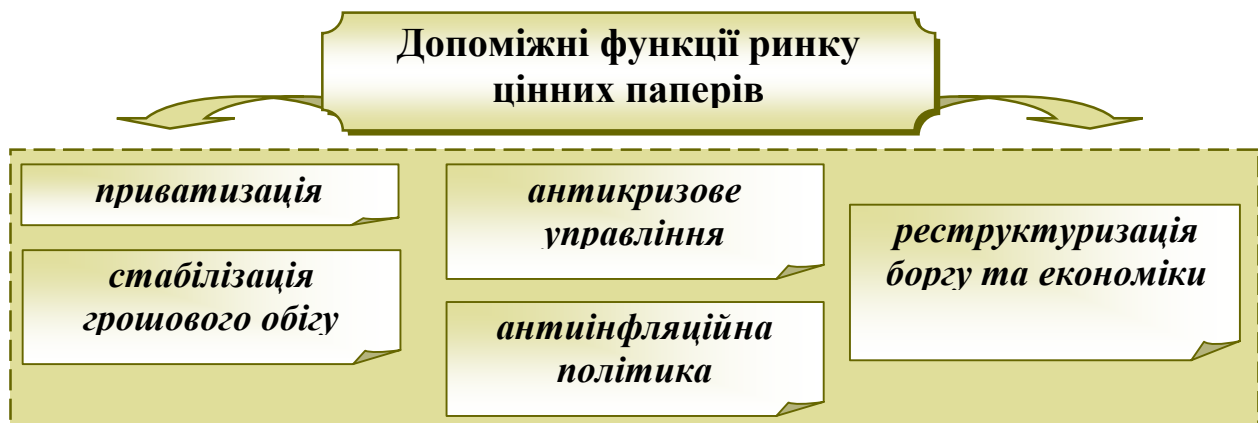 Допоміжні функції ринку
цінних паперів
приватизація
стабілізація
грошового обігу
антикризове
управління
антиінфляційна
політика
реструктуризація
боргу та економіки